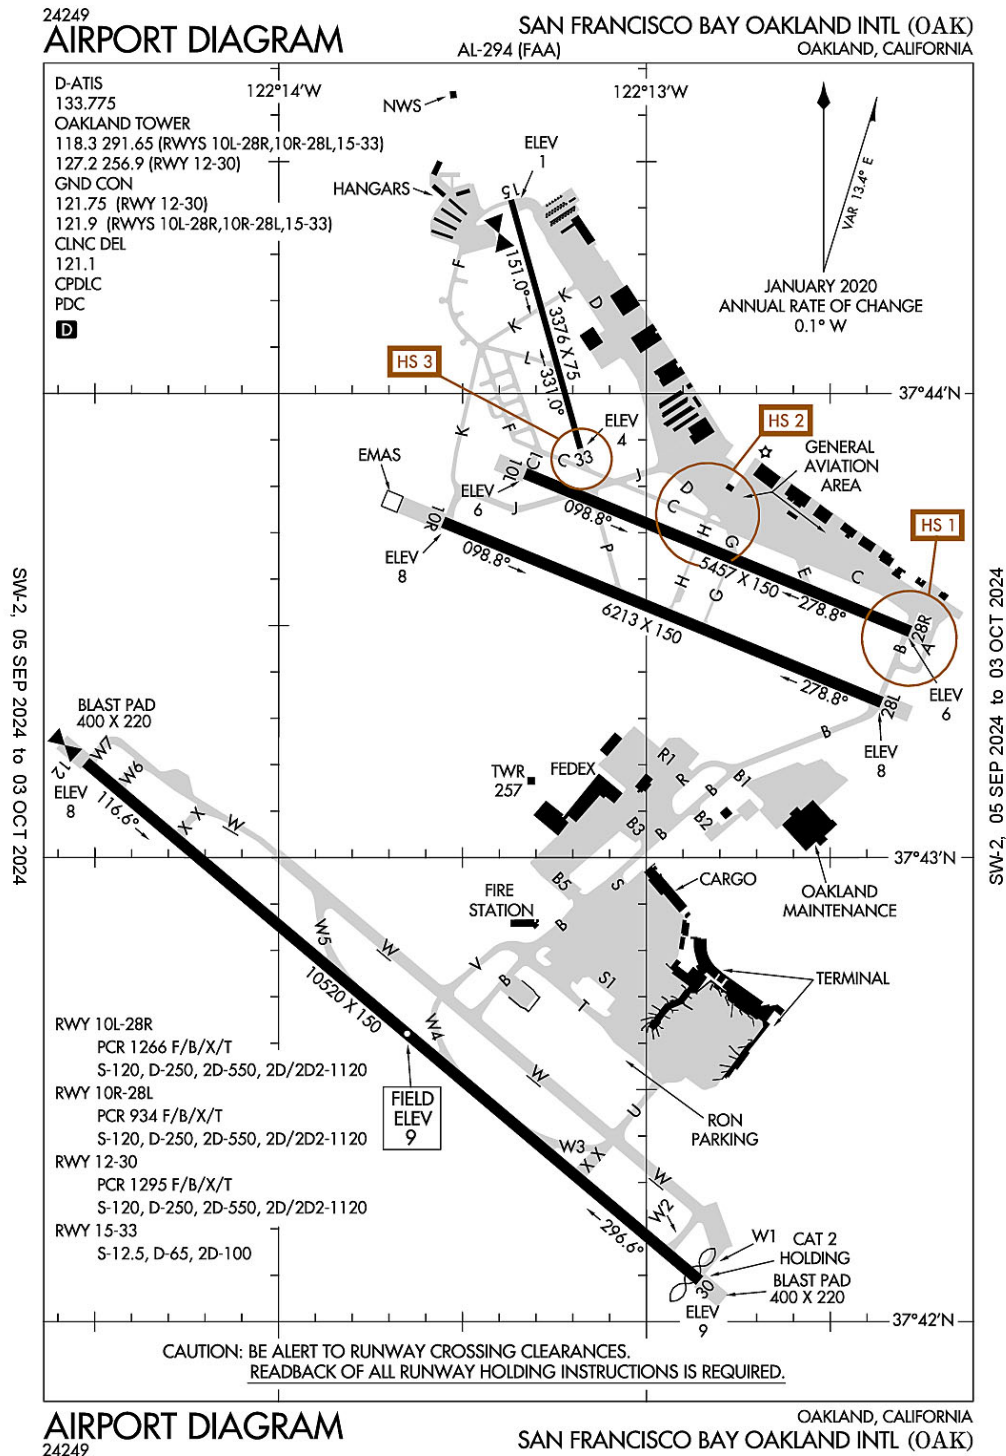 24249
AIRPORT DIAGRAM
AL-294 (FAA)
SAN FRANCISCO BAY OAKLAND INTL (OAK)
OAKLAND, CALIFORNIA
D-ATIS
133.775
OAKLAND TOWER
118.3 291.65 (RWYS 10L-28R,10R-28L,15-33)
127.2 256.9 (RWY 12-30)
GND CON
121.75 (RWY 12-30)
121.9 (RWYS 10L-28R,10R-28L,15-33)
CLNC DEL
121.1
CPDLC
PDC
D
122°14'W
122°13'W
NWS
HANGARS
ELEV
1
15
VAR 13.4° E
JANUARY 2020
ANNUAL RATE OF CHANGE
0.1° W
F
151.0°
K
D
3376 X 75
K
L
331.0°
HS 3
37°44'N
HS 2
ELEV
4
F
K
C 33
GENERAL
AVIATION
AREA
EMAS
10L
C1
J
ELEV
6
J
D
C
H
G
HS 1
10R
098.8°
ELEV
8
098.8°
P
5457 X 150
E
C
H
G
278.8°
6213 X 150
28R
B
A
278.8°
28L
ELEV
6
ELEV
8
B
BLAST PAD
400 X 220
W7
W6
12
ELEV
8
116.6°
X X
W
TWR
257
FEDEX
R1
R
B
B1
B2
B3
B
37°43'N
OAKLAND
MAINTENANCE
CARGO
B5
S
FIRE
STATION
B
W5
W
V
B
S1
T
TERMINAL
10520 X 150
W4
W
FIELD
ELEV
9
RON
PARKING
U
W3
X X
W
W2
296.6°
W1
CAT 2
HOLDING
BLAST PAD
400 X 220
30
ELEV
9
37°42'N
RWY 10L-28R
PCR 1266 F/B/X/T
S-120, D-250, 2D-550, 2D/2D2-1120
RWY 10R-28L
PCR 934 F/B/X/T
S-120, D-250, 2D-550, 2D/2D2-1120
RWY 12-30
PCR 1295 F/B/X/T
S-120, D-250, 2D-550, 2D/2D2-1120
RWY 15-33
S-12.5, D-65, 2D-100
CAUTION: BE ALERT TO RUNWAY CROSSING CLEARANCES.
READBACK OF ALL RUNWAY HOLDING INSTRUCTIONS IS REQUIRED.
SW-2, 05 SEP 2024 to 03 OCT 2024
SW-2, 05 SEP 2024 to 03 OCT 2024
AIRPORT DIAGRAM
24249
OAKLAND, CALIFORNIA
SAN FRANCISCO BAY OAKLAND INTL (OAK)